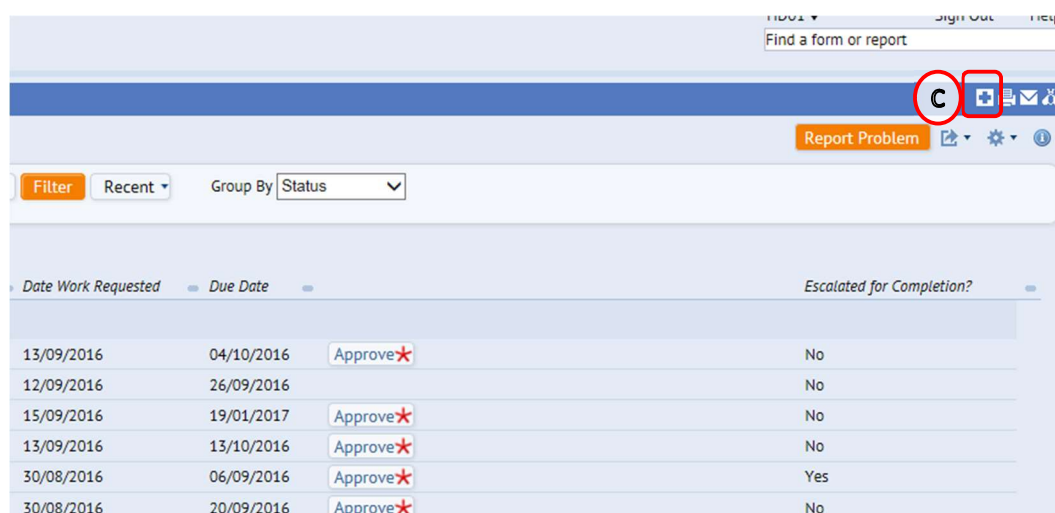 HD01 Sign Out Help
Find a form or report
C
Report Problem
Filter Recent Group By Status
Date Work Requested Due Date Escalated for Completion?
13/09/2016 04/10/2016 Approve No
12/09/2016 26/09/2016 No
15/09/2016 19/01/2017 Approve No
13/09/2016 13/10/2016 Approve No
30/08/2016 06/09/2016 Approve Yes
30/08/2016 20/09/2016 Approve No